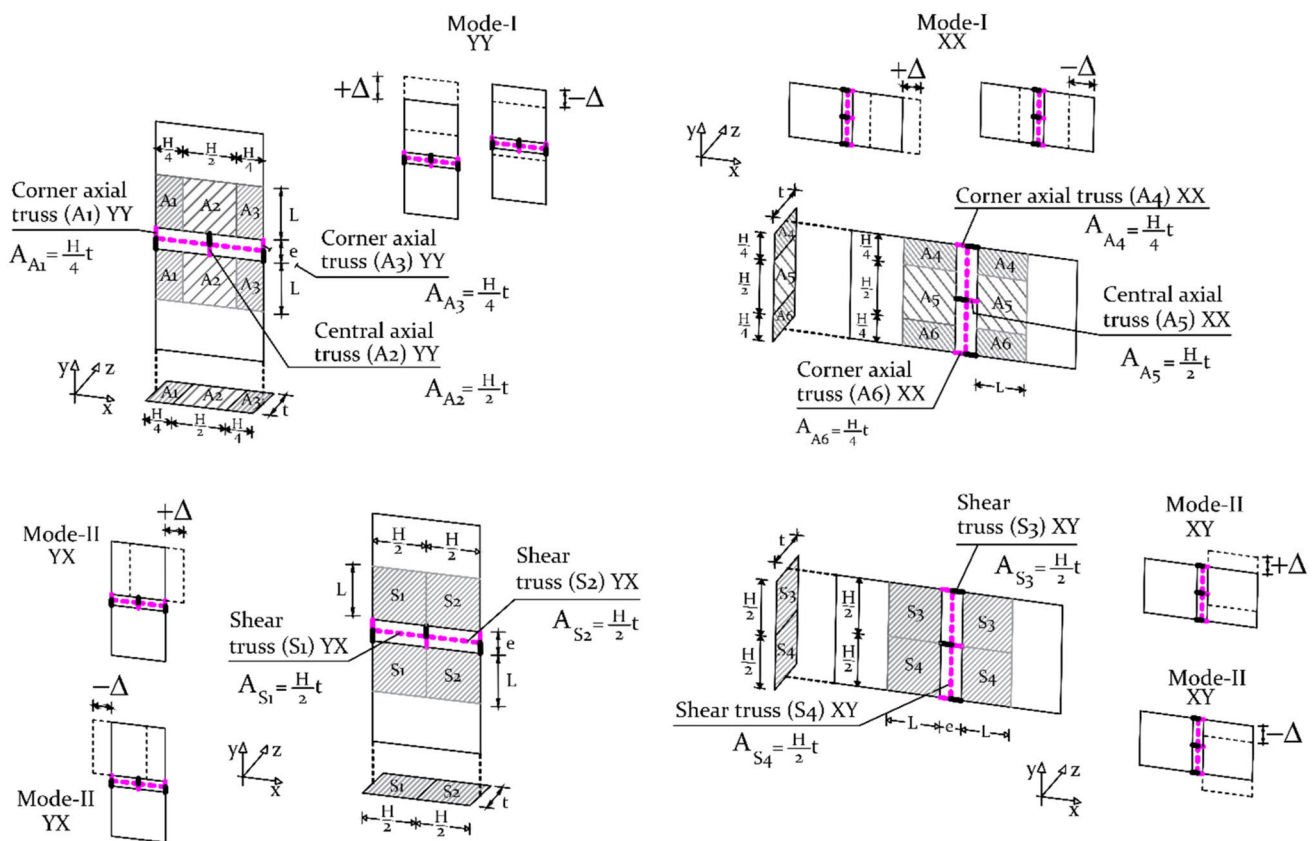 Mode-I
YY
+Δ
−Δ
H/4
H/2
H/4
A1
A2
A3
L
e
L
A1
A2
A3
Corner axial
truss (A1) YY
A_A1 = H/4 t
Corner axial
truss (A3) YY
A_A3 = H/4 t
Central axial
truss (A2) YY
A_A2 = H/2 t
y
z
x
A1
A2
A3
t
H/4
H/2
H/4
Mode-I
XX
+Δ
−Δ
y
z
x
t
H/4
H/2
H/4
A4
A5
A6
H/4
H/2
H/4
A4
A5
A6
A4
A5
A6
L
Corner axial truss (A4) XX
A_A4 = H/4 t
Central axial
truss (A5) XX
A_A5 = H/2 t
Corner axial
truss (A6) XX
A_A6 = H/4 t
Mode-II
YX
+Δ
−Δ
Mode-II
YX
y
z
x
H/2
H/2
L
S1
S2
e
L
S1
S2
Shear
truss (S2) YX
A_S2 = H/2 t
Shear
truss (S1) YX
A_S1 = H/2 t
S1
S2
t
H/2
H/2
Shear
truss (S3) XY
A_S3 = H/2 t
t
H/2
H/2
S3
S4
H/2
H/2
S3
S4
S3
S4
L
e
L
Shear truss (S4) XY
A_S4 = H/2 t
y
z
x
Mode-II
XY
+Δ
Mode-II
XY
−Δ